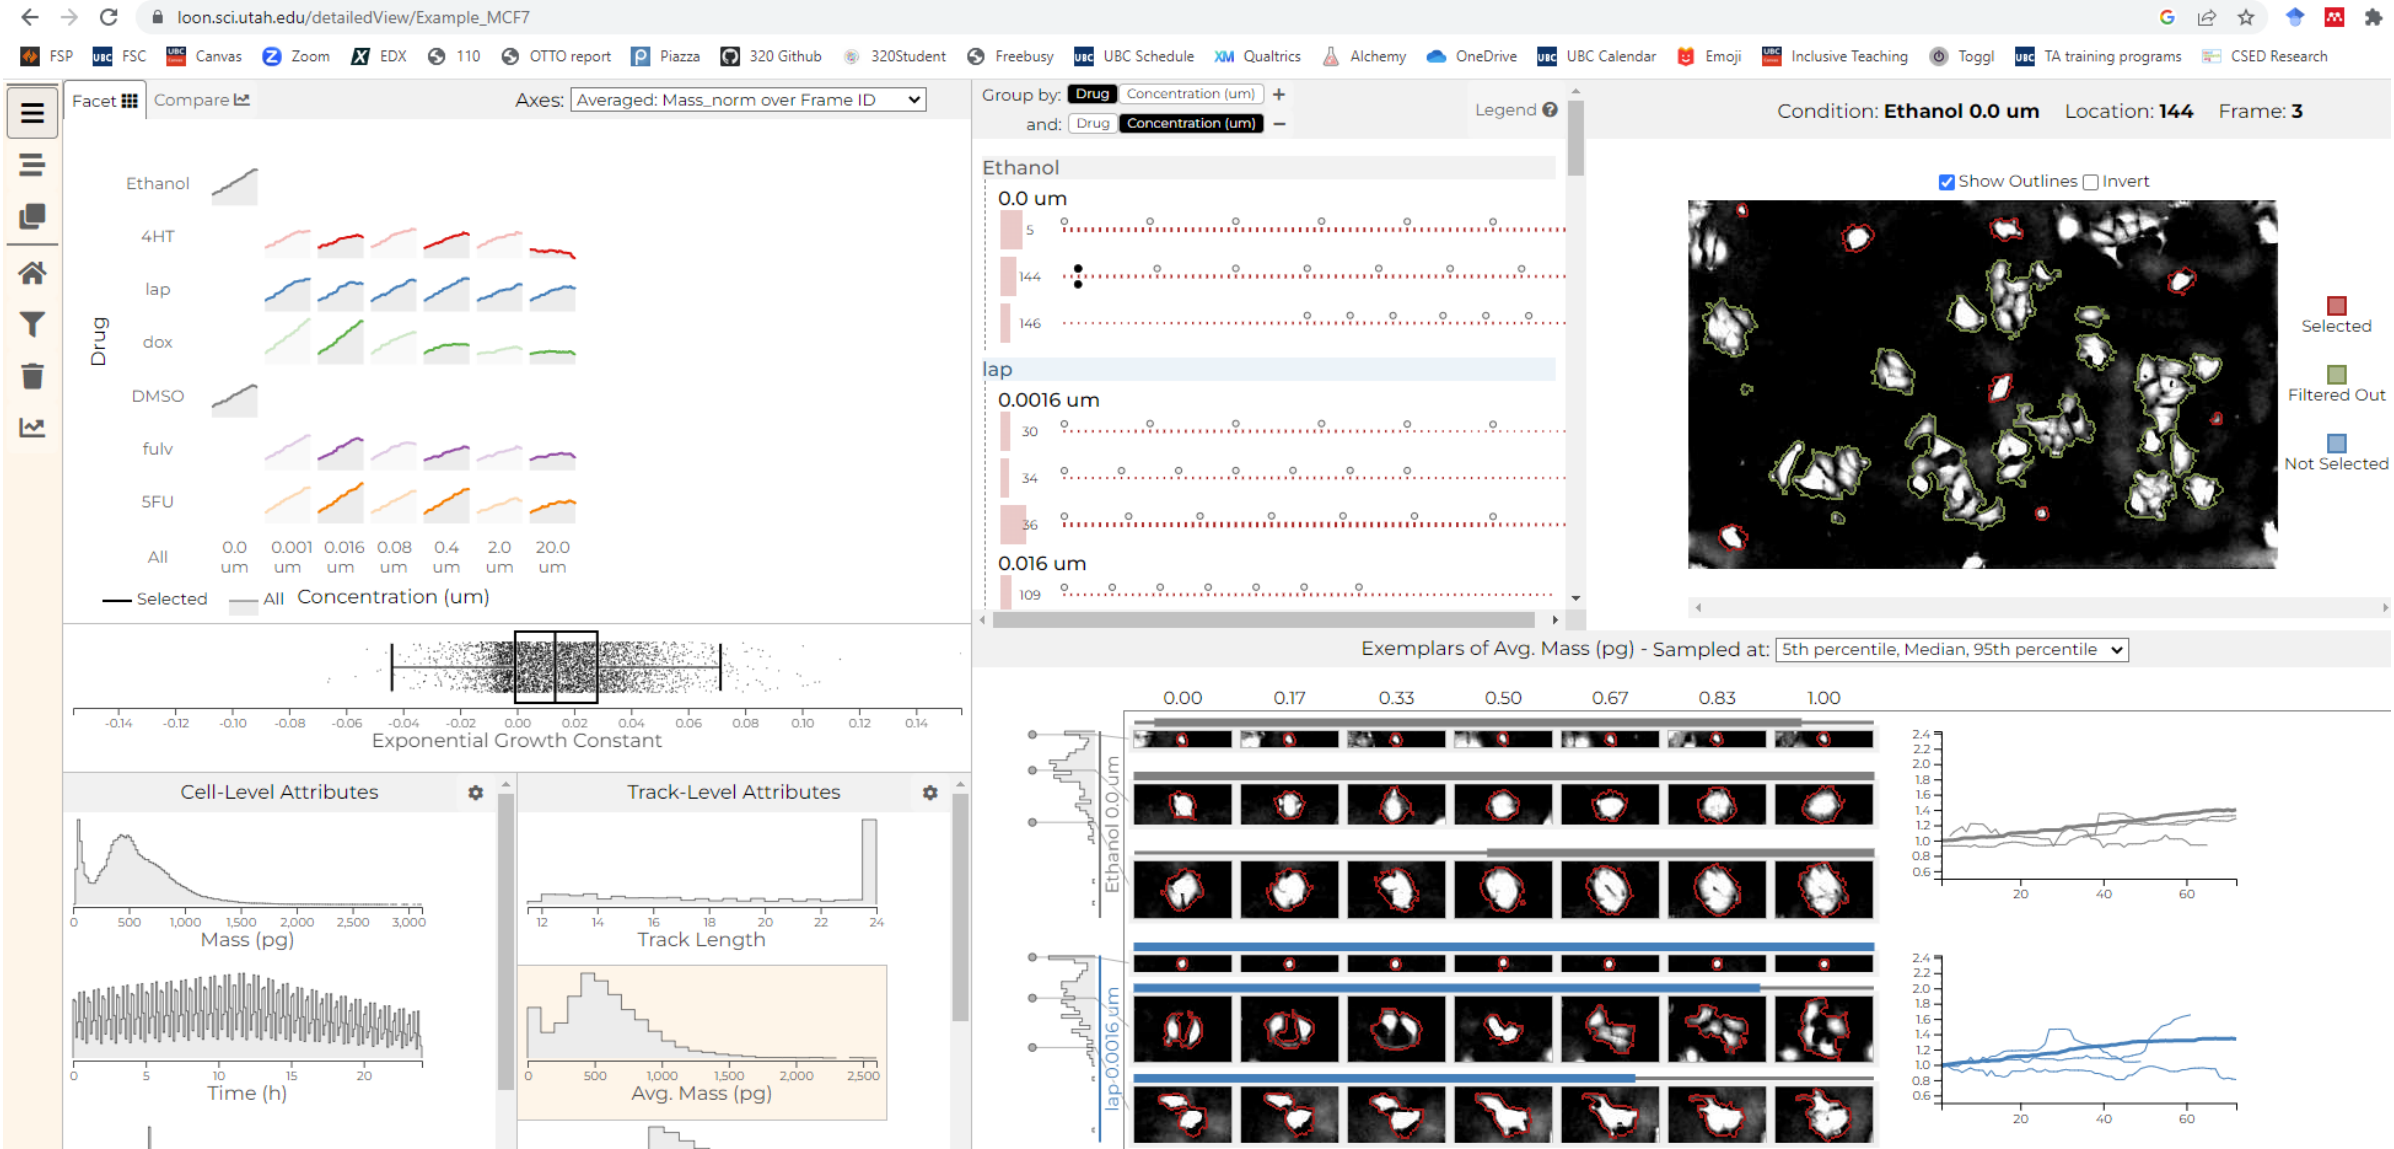 loon.sci.utah.edu/detailedView/Example_MCF7
FSP FSC Canvas Zoom EDX 110 OTTO report Piazza 320 Github 320Student Freebusy UBC Schedule Qualtrics Alchemy OneDrive UBC Calendar Emoji Inclusive Teaching Toggl TA training programs CSED Research
Facet Compare
Axes: Averaged: Mass_norm over Frame ID
Drug
Ethanol
4HT
lap
dox
DMSO
fulv
5FU
All
0.0 um 0.001 um 0.016 um 0.08 um 0.4 um 2.0 um 20.0 um
Selected All Concentration (um)
-0.14 -0.12 -0.10 -0.08 -0.06 -0.04 -0.02 0.00 0.02 0.04 0.06 0.08 0.10 0.12 0.14
Exponential Growth Constant
Cell-Level Attributes
0 500 1,000 1,500 2,000 2,500 3,000
Mass (pg)
0 5 10 15 20
Time (h)
Track-Level Attributes
12 14 16 18 20 22 24
Track Length
0 500 1,000 1,500 2,000 2,500
Avg. Mass (pg)
Group by: Drug Concentration (um) +
and: Drug Concentration (um) −
Legend ?
Ethanol
0.0 um
5
144
146
lap
0.0016 um
30
34
36
0.016 um
109
Condition: Ethanol 0.0 um Location: 144 Frame: 3
Show Outlines Invert
Selected
Filtered Out
Not Selected
Exemplars of Avg. Mass (pg) - Sampled at: 5th percentile, Median, 95th percentile
0.00 0.17 0.33 0.50 0.67 0.83 1.00
Ethanol 0.0 um
2.4
2.2
2.0
1.8
1.6
1.4
1.2
1.0
0.8
0.6
20 40 60
lap 0.0016 um
2.4
2.2
2.0
1.8
1.6
1.4
1.2
1.0
0.8
0.6
20 40 60